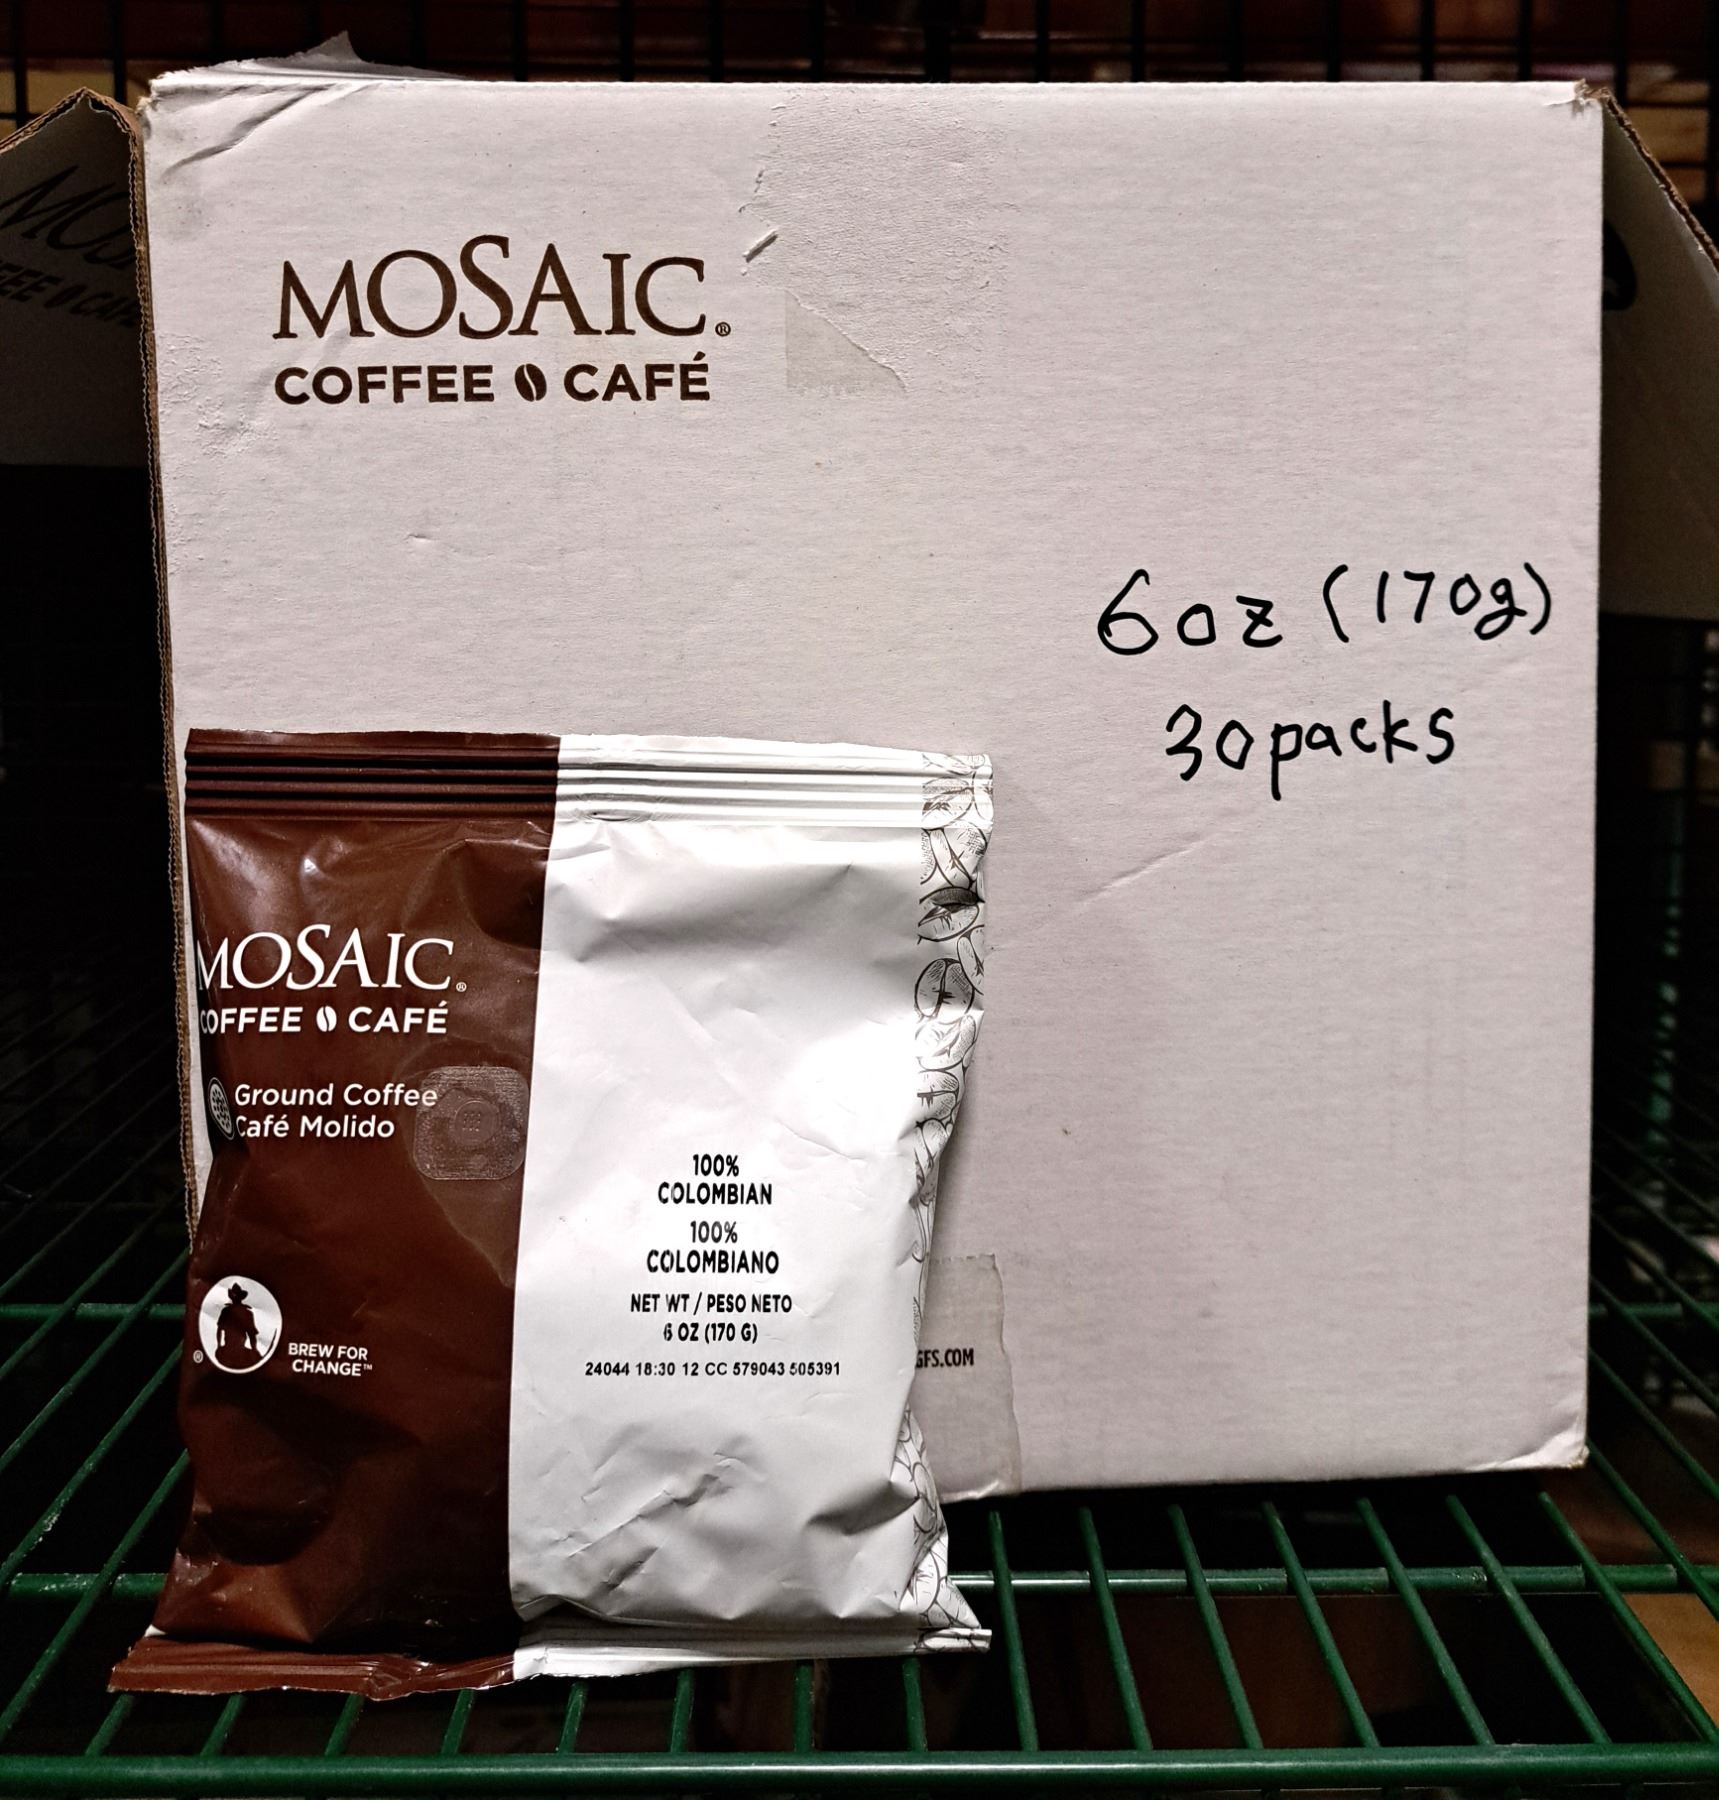 MOSAIC®
COFFEE CAFÉ
6oz (170g)
30packs
MOSAIC®
COFFEE CAFÉ
Ground Coffee
Café Molido
BREW FOR
CHANGE™
®
100%
COLOMBIAN
100%
COLOMBIANO
NET WT / PESO NETO
6 OZ (170 G)
24044 18:30 12 CC 579043 505391
GFS.COM